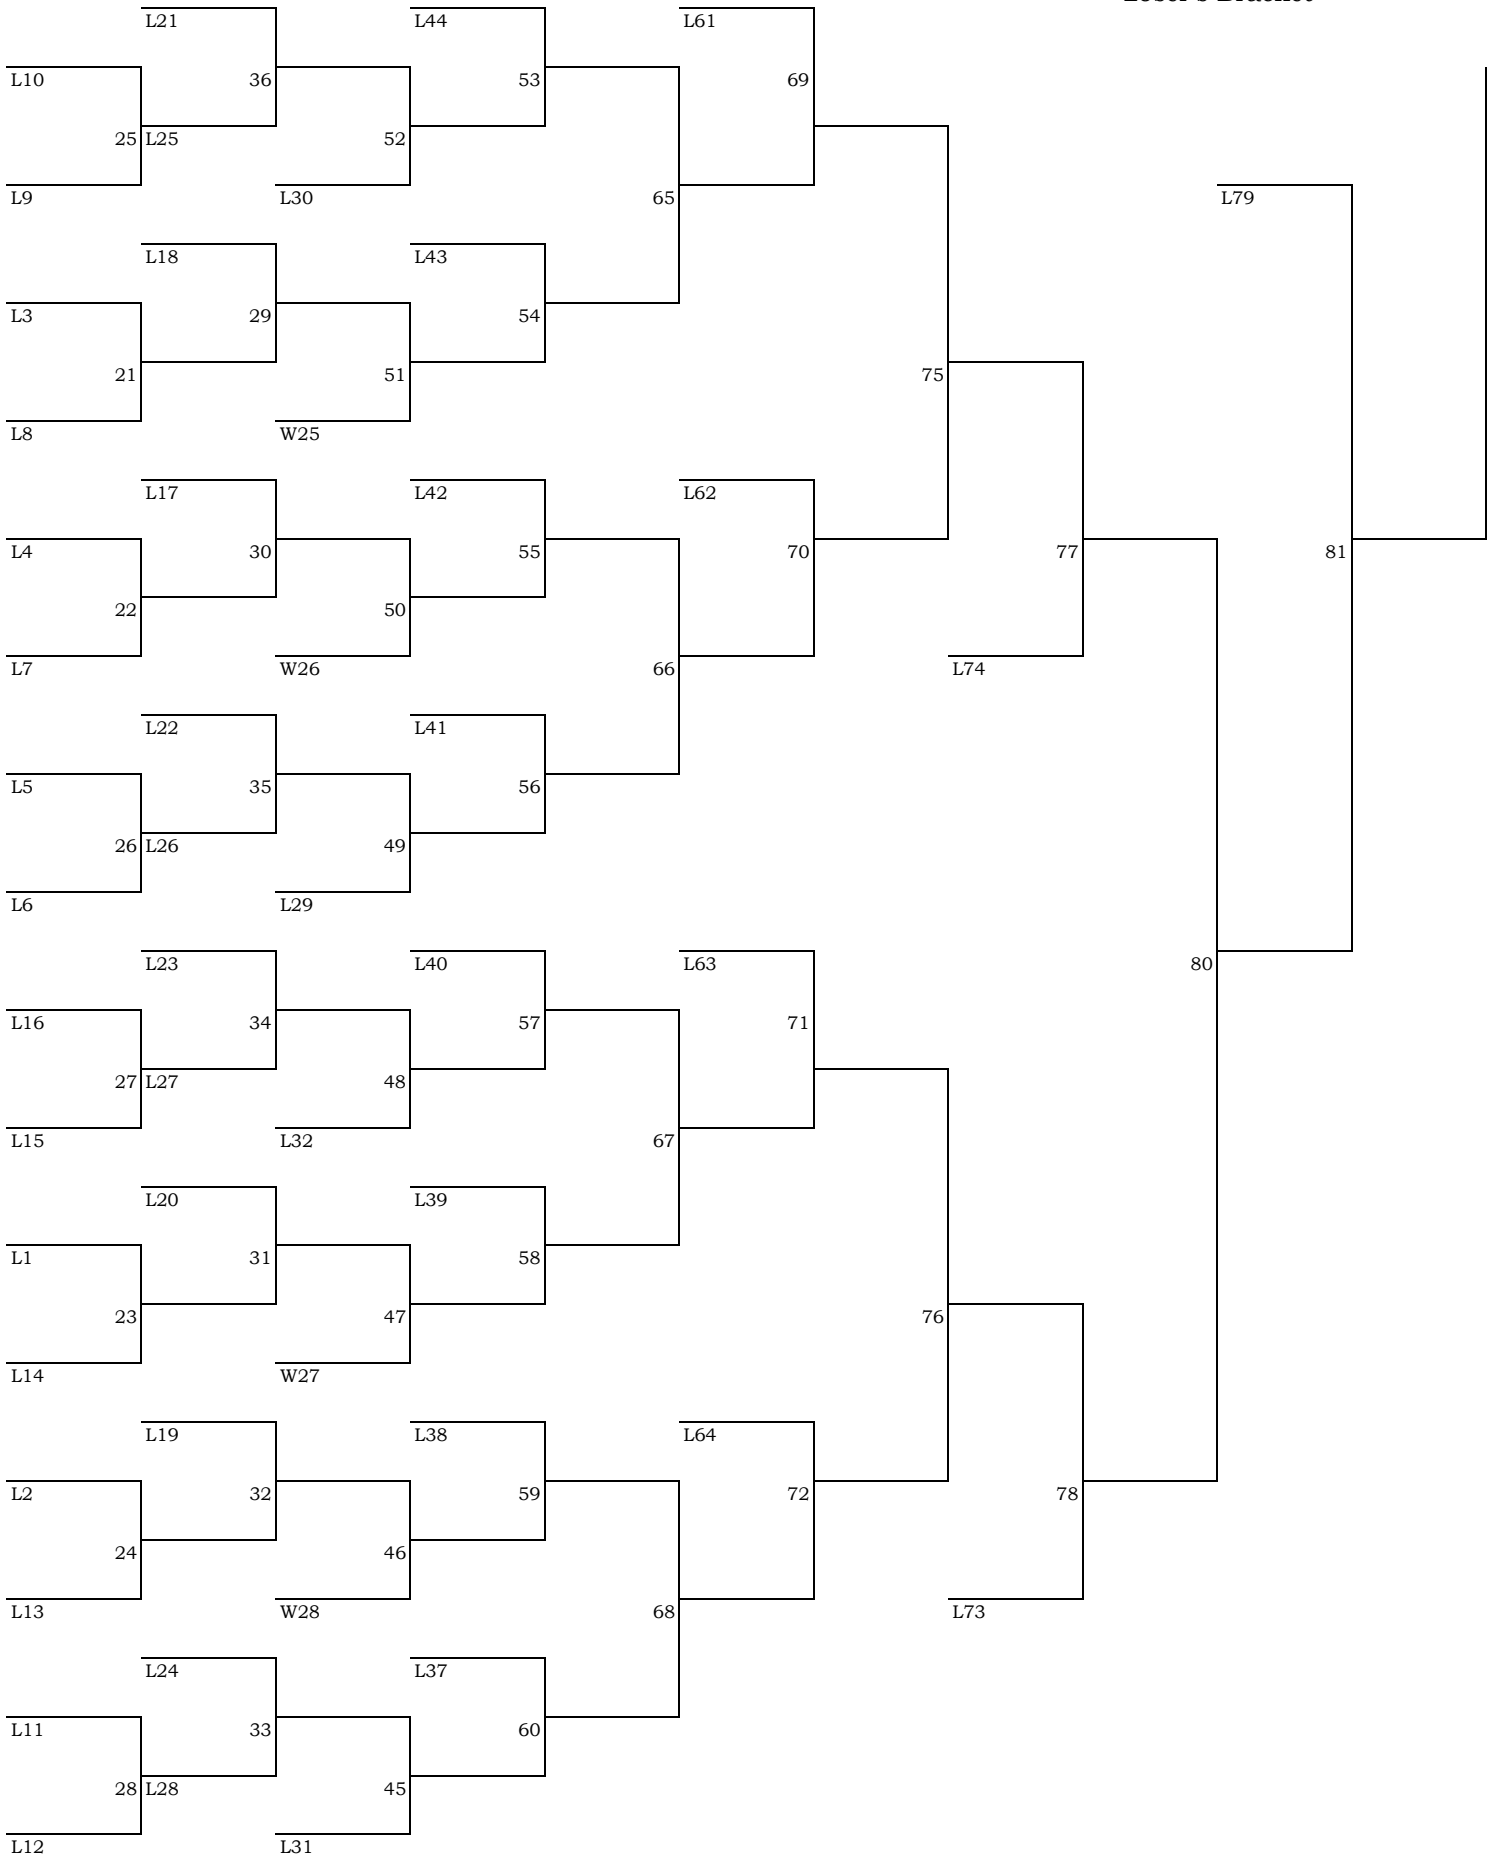 Loser's Bracket
L21 L44 L61
L10 36 53 69
25 L25 52
L9 L30 65 L79
L18 L43
L3 29 54
21 51 75
L8 W25
L17 L42 L62
L4 30 55 70 77 81
22 50
L7 W26 66 L74
L22 L41
L5 35 56
26 L26 49
L6 L29
L23 L40 L63 80
L16 34 57 71
27 L27 48
L15 L32 67
L20 L39
L1 31 58
23 47 76
L14 W27
L19 L38 L64
L2 32 59 72 78
24 46
L13 W28 68 L73
L24 L37
L11 33 60
28 L28 45
L12 L31